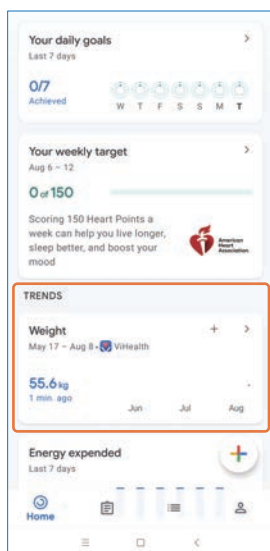 Your daily goals
Last 7 days
0/7
Achieved
W T F S S M T
Your weekly target
Aug 6 – 12
0 of 150
Scoring 150 Heart Points a
week can help you live longer,
sleep better, and boost your
mood
American
Heart
Association
TRENDS
Weight
May 17 – Aug 8 • ViHealth
55.6 kg
1 min. ago
Jun Jul Aug
Energy expended
Last 7 days
Home